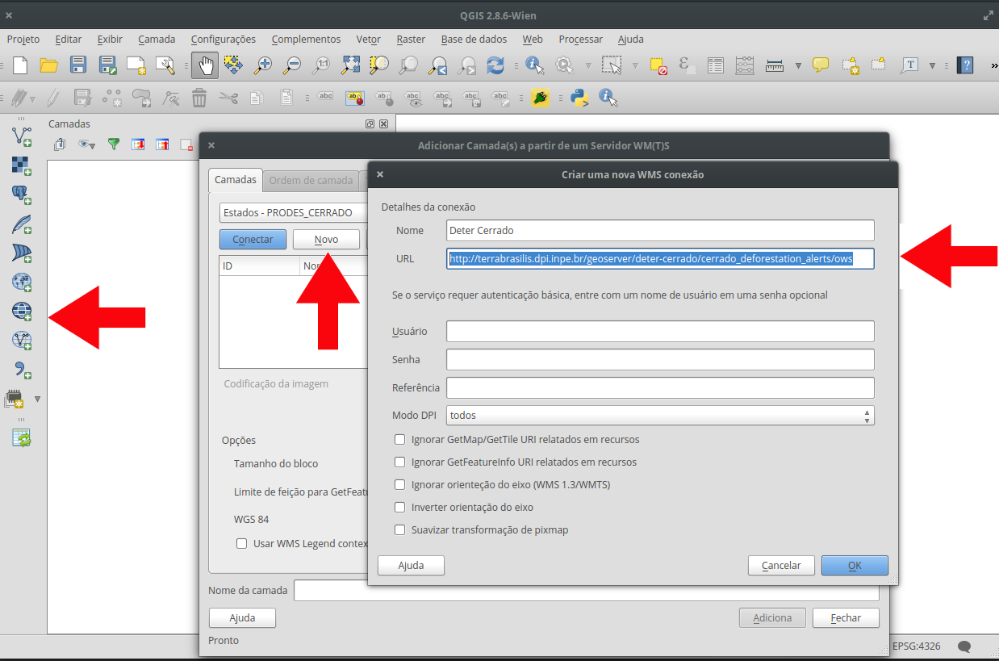 QGIS 2.8.6-Wien
Projeto Editar Exibir Camada Configurações Complementos Vetor Raster Base de dados Web Processar Ajuda
Camadas
Adicionar Camada(s) a partir de um Servidor WM(T)S
Camadas Ordem de camada
Estados - PRODES_CERRADO
Conectar Novo
ID
Codificação da imagem
Opções
Tamanho do bloco
Limite de feição para GetFeatu
WGS 84
Usar WMS Legend contex
Nome da camada
Ajuda Adiciona Fechar
Pronto
Criar uma nova WMS conexão
Detalhes da conexão
Nome Deter Cerrado
URL http://terrabrasilis.dpi.inpe.br/geoserver/deter-cerrado/cerrado_deforestation_alerts/ows
Se o serviço requer autenticação básica, entre com um nome de usuário em uma senha opcional
Usuário
Senha
Referência
Modo DPI todos
Ignorar GetMap/GetTile URI relatados em recursos
Ignorar GetFeatureInfo URI relatados em recursos
Ignorar orienteção do eixo (WMS 1.3/WMTS)
Inverter orientação do eixo
Suavizar transformação de pixmap
Ajuda Cancelar OK
EPSG:4326